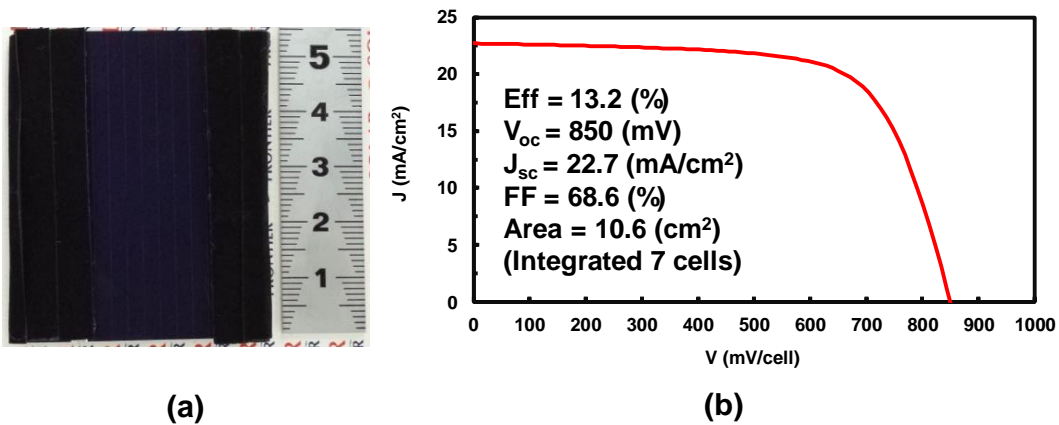 5
4
3
2
1
FRONTIER
(a)
25
20
15
10
5
0
J (mA/cm²)
Eff = 13.2 (%)
Voc = 850 (mV)
Jsc = 22.7 (mA/cm²)
FF = 68.6 (%)
Area = 10.6 (cm²)
(Integrated 7 cells)
0 100 200 300 400 500 600 700 800 900 1000
V (mV/cell)
(b)